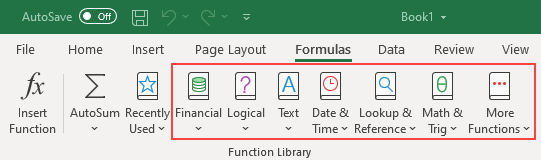 AutoSave Off Book1
File Home Insert Page Layout Formulas Data Review View
fx Σ ? A θ
Insert AutoSum Recently Financial Logical Text Date & Lookup & Math & More
Function Used Time Reference Trig Functions
Function Library